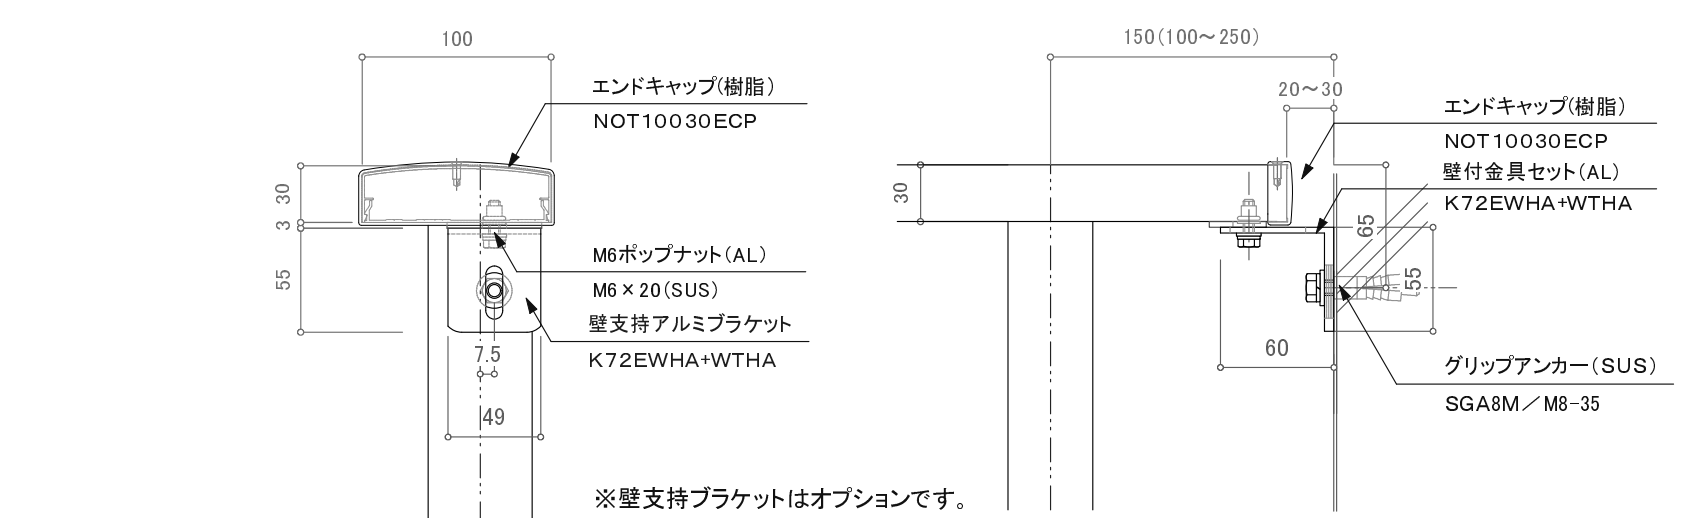 100
エンドキャップ(樹脂)
NOT10030ECP
30
3
55
M6ポップナット(AL)
M6×20(SUS)
壁支持アルミブラケット
K72EWHA+WTHA
7.5
49
※壁支持ブラケットはオプションです。
150(100～250)
20～30
エンドキャップ(樹脂)
NOT10030ECP
壁付金具セット(AL)
K72EWHA+WTHA
30
65
55
60
グリップアンカー(SUS)
SGA8M／M8-35